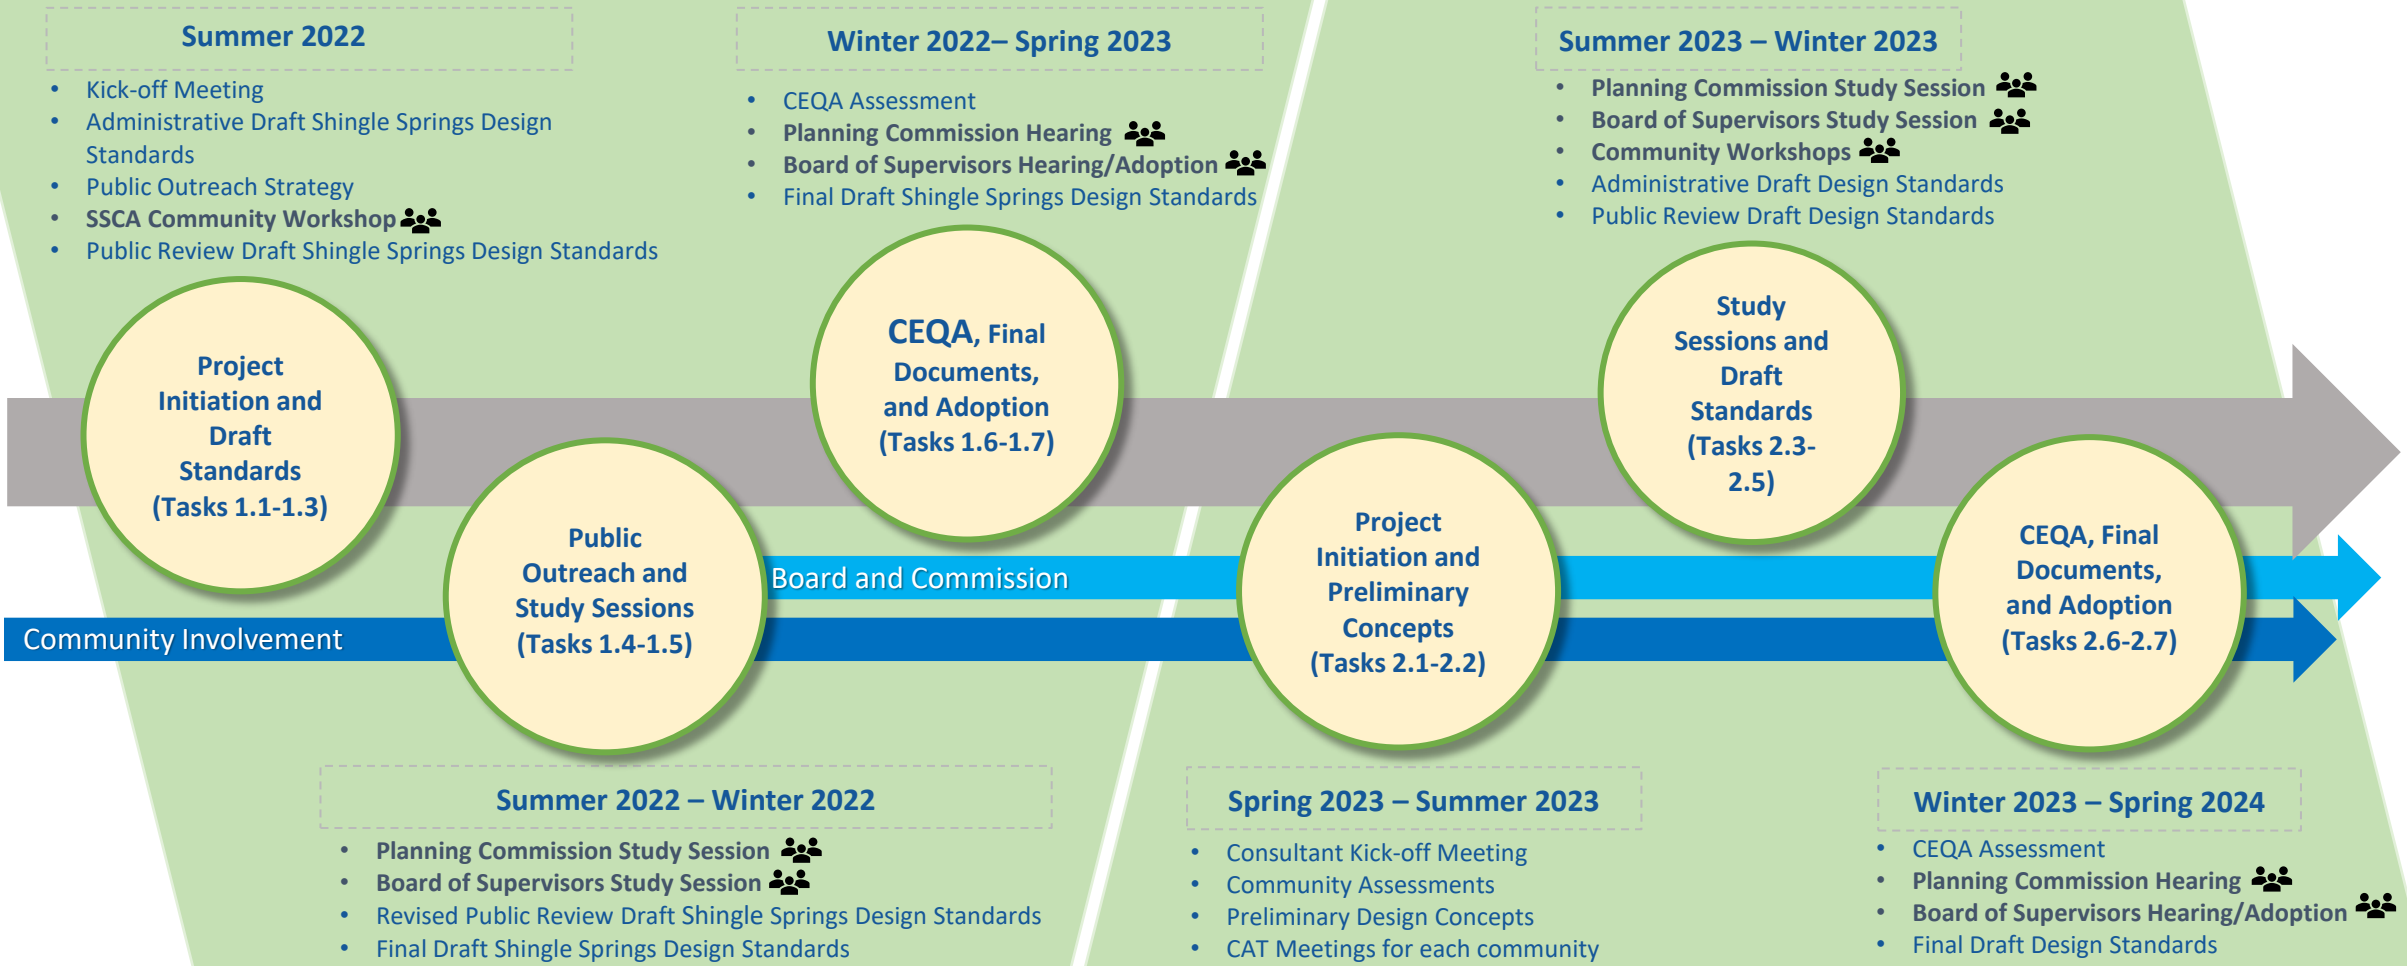 Summer 2022
• Kick-off Meeting
• Administrative Draft Shingle Springs Design
Standards
• Public Outreach Strategy
• SSCA Community Workshop
• Public Review Draft Shingle Springs Design Standards
Winter 2022– Spring 2023
• CEQA Assessment
• Planning Commission Hearing
• Board of Supervisors Hearing/Adoption
• Final Draft Shingle Springs Design Standards
Summer 2023 – Winter 2023
• Planning Commission Study Session
• Board of Supervisors Study Session
• Community Workshops
• Administrative Draft Design Standards
• Public Review Draft Design Standards
Project
Initiation and
Draft
Standards
(Tasks 1.1-1.3)
Public
Outreach and
Study Sessions
(Tasks 1.4-1.5)
CEQA, Final
Documents,
and Adoption
(Tasks 1.6-1.7)
Project
Initiation and
Preliminary
Concepts
(Tasks 2.1-2.2)
Study
Sessions and
Draft
Standards
(Tasks 2.3-
2.5)
CEQA, Final
Documents,
and Adoption
(Tasks 2.6-2.7)
Board and Commission
Community Involvement
Summer 2022 – Winter 2022
• Planning Commission Study Session
• Board of Supervisors Study Session
• Revised Public Review Draft Shingle Springs Design Standards
• Final Draft Shingle Springs Design Standards
Spring 2023 – Summer 2023
• Consultant Kick-off Meeting
• Community Assessments
• Preliminary Design Concepts
• CAT Meetings for each community
Winter 2023 – Spring 2024
• CEQA Assessment
• Planning Commission Hearing
• Board of Supervisors Hearing/Adoption
• Final Draft Design Standards